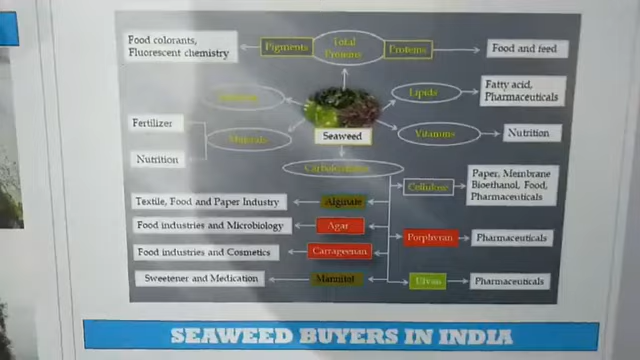 Food colorants,
Fluorescent chemistry
Pigments
Total
Proteins
Proteins
Food and feed
Lipids
Fatty acid,
Pharmaceuticals
Fertilizer
Minerals
Seaweed
Vitamins
Nutrition
Nutrition
Carbohydrates
Cellulose
Paper, Membrane
Bioethanol, Food,
Pharmaceuticals
Textile, Food and Paper Industry
Alginate
Food industries and Microbiology
Agar
Porphyran
Pharmaceuticals
Food industries and Cosmetics
Carrageenan
Sweetener and Medication
Mannitol
Ulvan
Pharmaceuticals
SEAWEED BUYERS IN INDIA